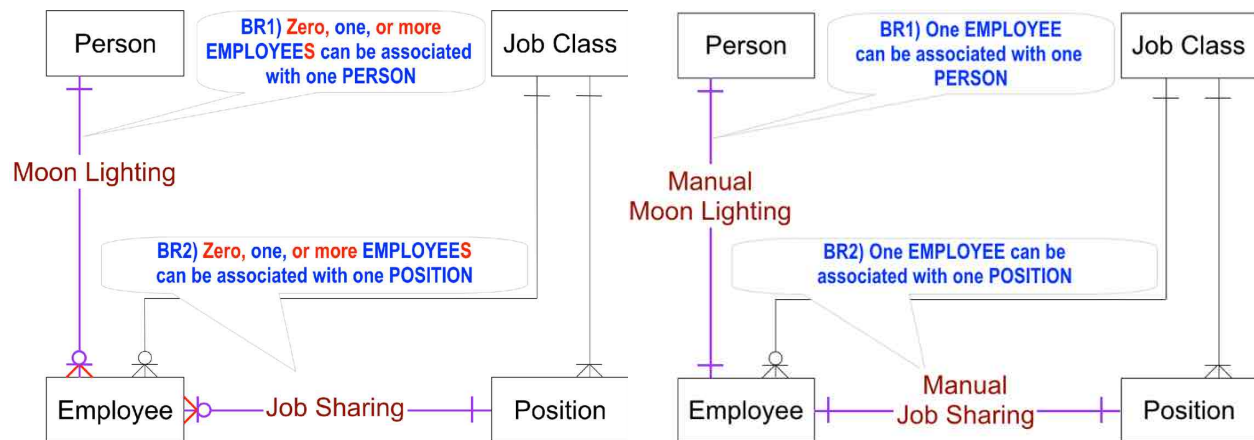 Person
BR1) Zero, one, or more
EMPLOYEES can be associated
with one PERSON
Job Class
Moon Lighting
BR2) Zero, one, or more EMPLOYEES
can be associated with one POSITION
Employee
Job Sharing
Position
Person
BR1) One EMPLOYEE
can be associated with one
PERSON
Job Class
Manual
Moon Lighting
BR2) One EMPLOYEE can be
associated with one POSITION
Employee
Manual
Job Sharing
Position